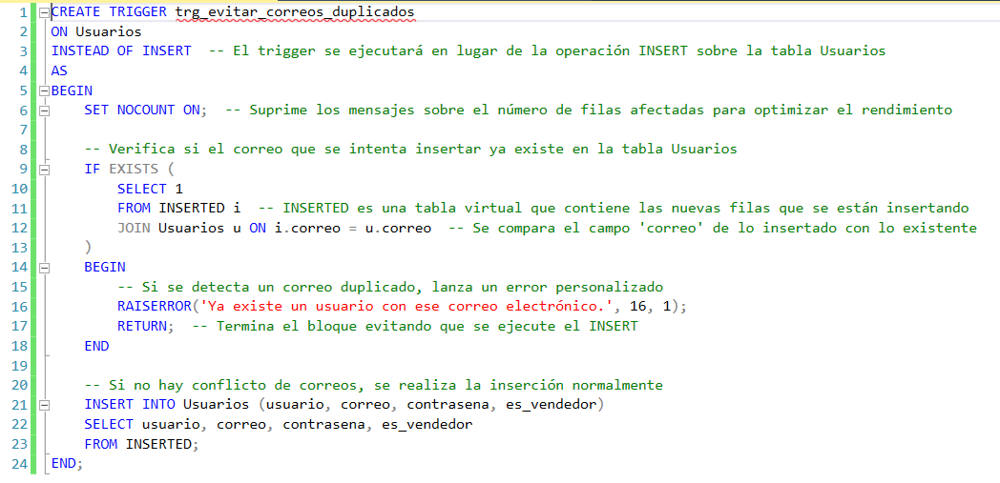 1 CREATE TRIGGER trg_evitar_correos_duplicados
2 ON Usuarios
3 INSTEAD OF INSERT  -- El trigger se ejecutará en lugar de la operación INSERT sobre la tabla Usuarios
4 AS
5 BEGIN
6     SET NOCOUNT ON;  -- Suprime los mensajes sobre el número de filas afectadas para optimizar el rendimiento
7
8     -- Verifica si el correo que se intenta insertar ya existe en la tabla Usuarios
9     IF EXISTS (
10         SELECT 1
11         FROM INSERTED i  -- INSERTED es una tabla virtual que contiene las nuevas filas que se están insertando
12         JOIN Usuarios u ON i.correo = u.correo  -- Se compara el campo 'correo' de lo insertado con lo existente
13     )
14     BEGIN
15         -- Si se detecta un correo duplicado, lanza un error personalizado
16         RAISERROR('Ya existe un usuario con ese correo electrónico.', 16, 1);
17         RETURN;  -- Termina el bloque evitando que se ejecute el INSERT
18     END
19
20     -- Si no hay conflicto de correos, se realiza la inserción normalmente
21     INSERT INTO Usuarios (usuario, correo, contrasena, es_vendedor)
22     SELECT usuario, correo, contrasena, es_vendedor
23     FROM INSERTED;
24 END;